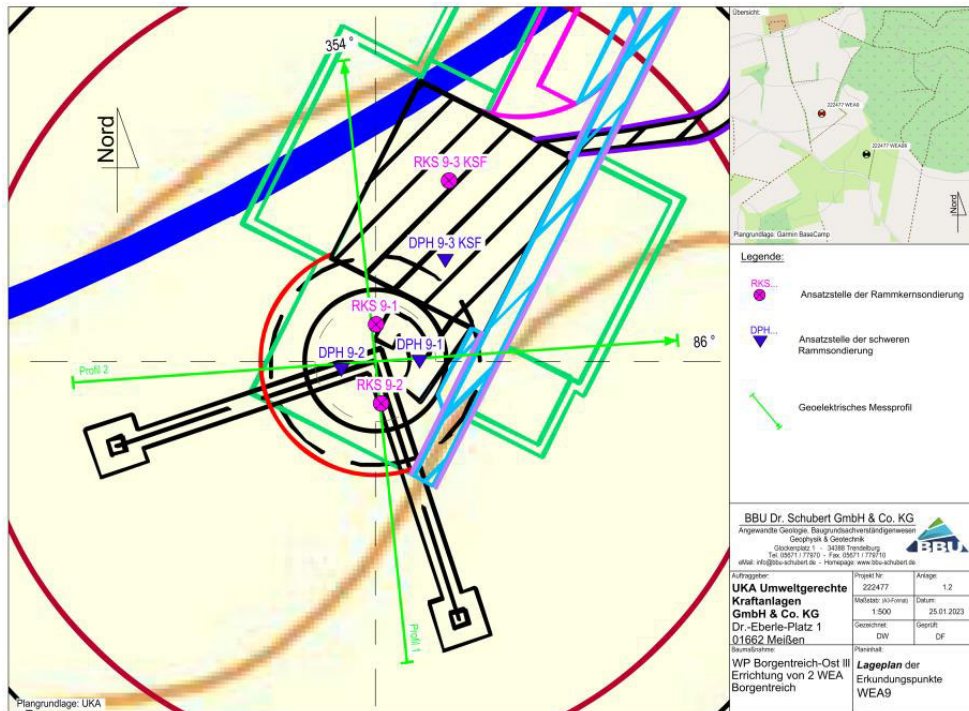 354 °
Nord
RKS 9-3 KSF
DPH 9-3 KSF
RKS 9-1
DPH 9-2
DPH 9-1
86 °
Profil 2
RKS 9-2
Profil 1
Plangrundlage: UKA
Übersicht:
222477 WEA9
222477 WEA08
Nord
Plangrundlage: Garmin BaseCamp
Legende:
RKS...
Ansatzstelle der Rammkernsondierung
DPH...
Ansatzstelle der schweren
Rammsondierung
Geoelektrisches Messprofil
BBU Dr. Schubert GmbH & Co. KG
Angewandte Geologie, Baugrundsachverständigenwesen
Geophysik & Geotechnik
Glockenplatz 1 - 34388 Trendelburg
Tel. 05671 / 77970 - Fax. 05671 / 779710
eMail: info@bbu-schubert.de - Homepage: www.bbu-schubert.de
BBU
Auftraggeber:
UKA Umweltgerechte
Kraftanlagen
GmbH & Co. KG
Dr.-Eberle-Platz 1
01662 Meißen
Projekt Nr:
222477
Anlage:
1.2
Maßstab: (A3-Format)
1:500
Datum:
25.01.2023
Gezeichnet:
DW
Geprüft:
DF
Baumaßnahme:
WP Borgentreich-Ost III
Errichtung von 2 WEA
Borgentreich
Planinhalt:
Lageplan der
Erkundungspunkte
WEA9